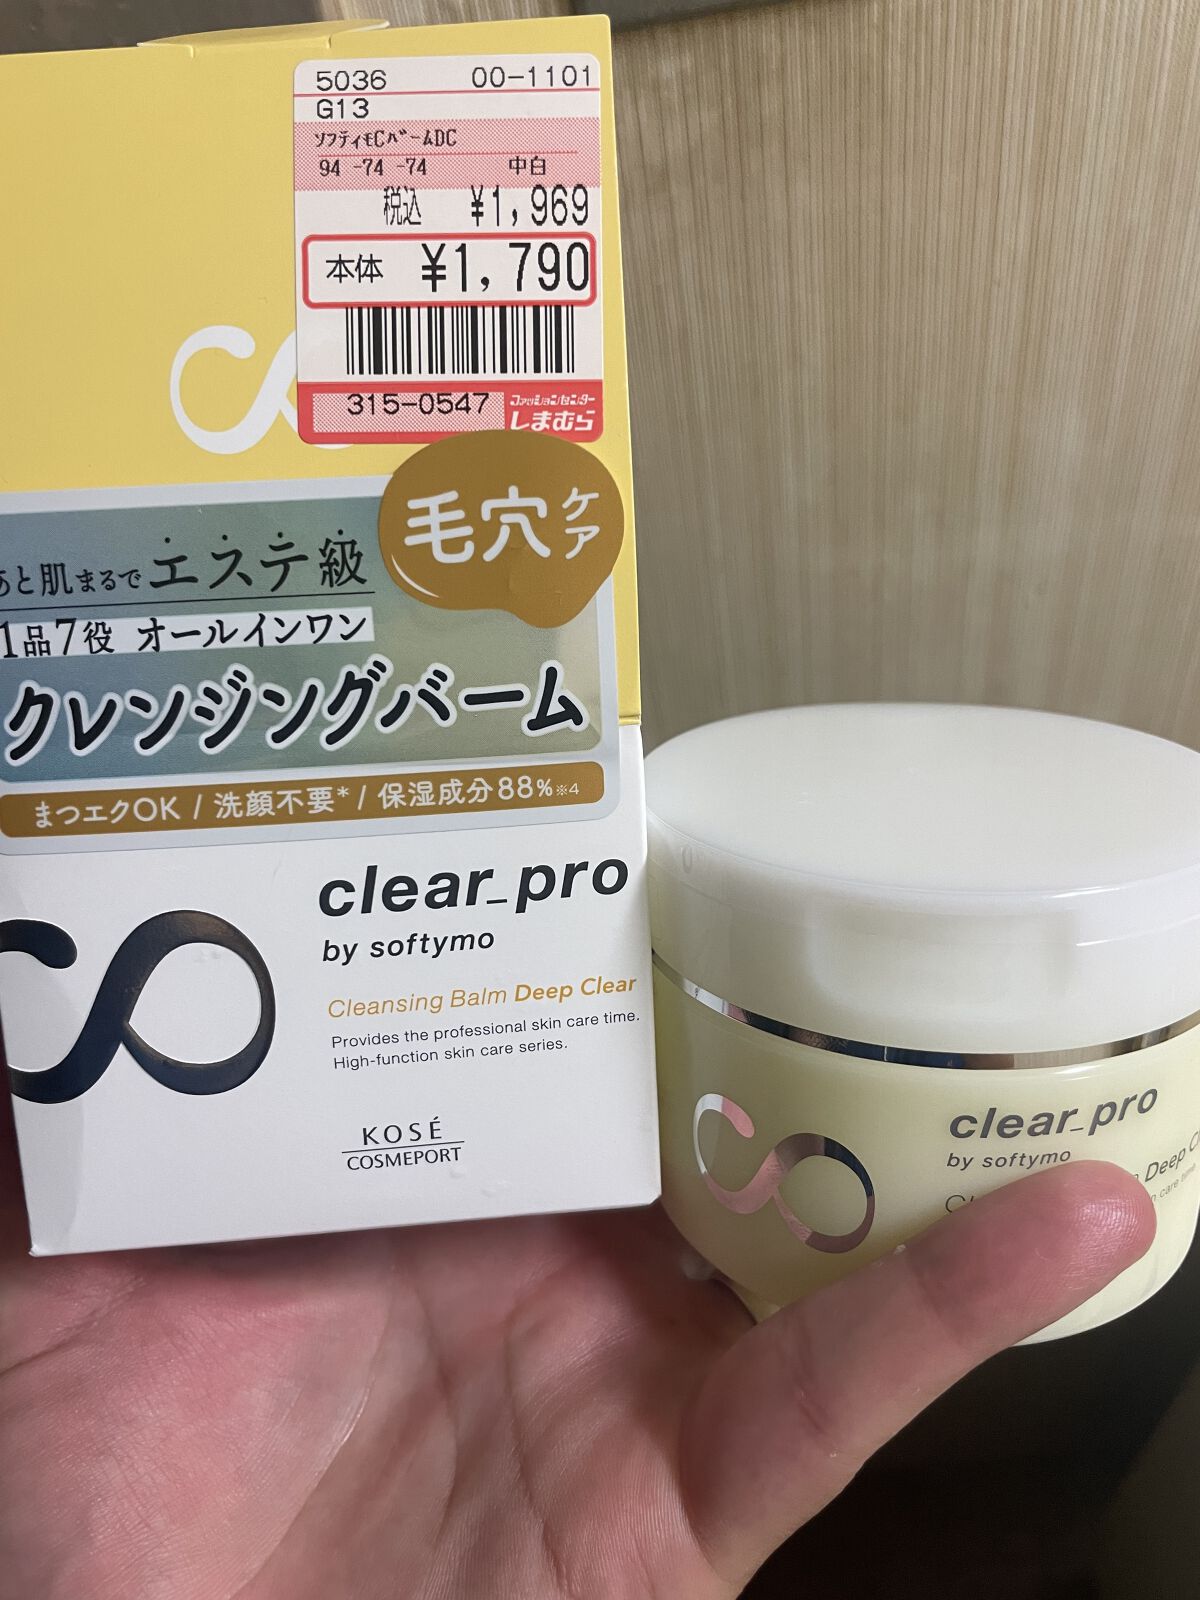 5036 00-1101
G13
ソフティモCバームDC
94 -74 -74 中白
税込 ¥1,969
本体 ¥1,790
315-0547 ファッションセンター
しまむら
毛穴ケア
あと肌まるでエステ級
1品7役 オールインワン
クレンジングバーム
まつエクOK / 洗顔不要* / 保湿成分88%※4
clear_pro
by softymo
Cleansing Balm Deep Clear
Provides the professional skin care time.
High-function skin care series.
KOSÉ
COSMEPORT
clear_pro
by softymo
Deep